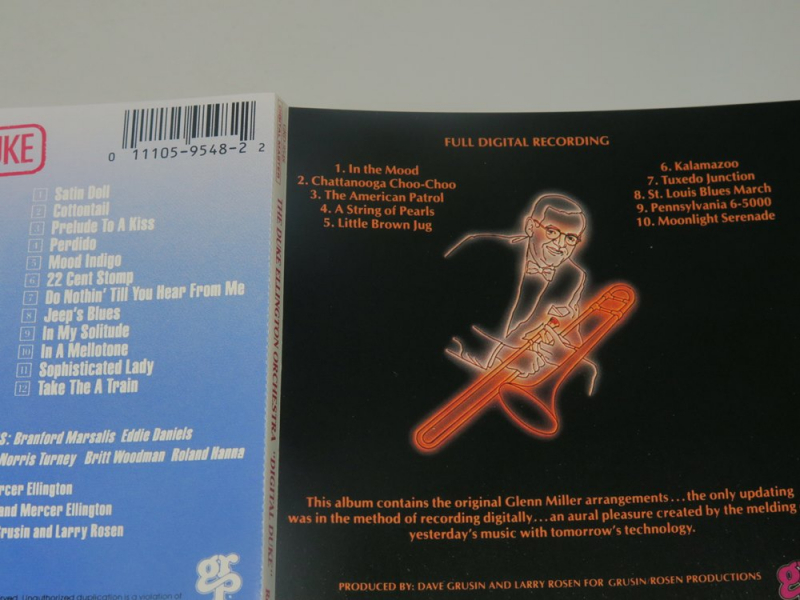 UKE
0 11105-9548-2 2
1 Satin Doll
2 Cottontail
3 Prelude To A Kiss
4 Perdido
5 Mood Indigo
6 22 Cent Stomp
7 Do Nothin' Till You Hear From Me
8 Jeep's Blues
9 In My Solitude
10 In A Mellotone
11 Sophisticated Lady
12 Take The A Train
S: Branford Marsalis Eddie Daniels
Norris Turney Britt Woodman Roland Hanna
rcer Ellington
and Mercer Ellington
Grusin and Larry Rosen
rved. Unauthorized duplication is a violation of
THE DUKE ELLINGTON ORCHESTRA "DIGITAL DUKE"
FULL DIGITAL RECORDING
1. In the Mood
2. Chattanooga Choo-Choo
3. The American Patrol
4. A String of Pearls
5. Little Brown Jug
6. Kalamazoo
7. Tuxedo Junction
8. St. Louis Blues March
9. Pennsylvania 6-5000
10. Moonlight Serenade
This album contains the original Glenn Miller arrangements...the only updating
was in the method of recording digitally...an aural pleasure created by the melding
yesterday's music with tomorrow's technology.
PRODUCED BY: DAVE GRUSIN AND LARRY ROSEN FOR GRUSIN/ROSEN PRODUCTIONS